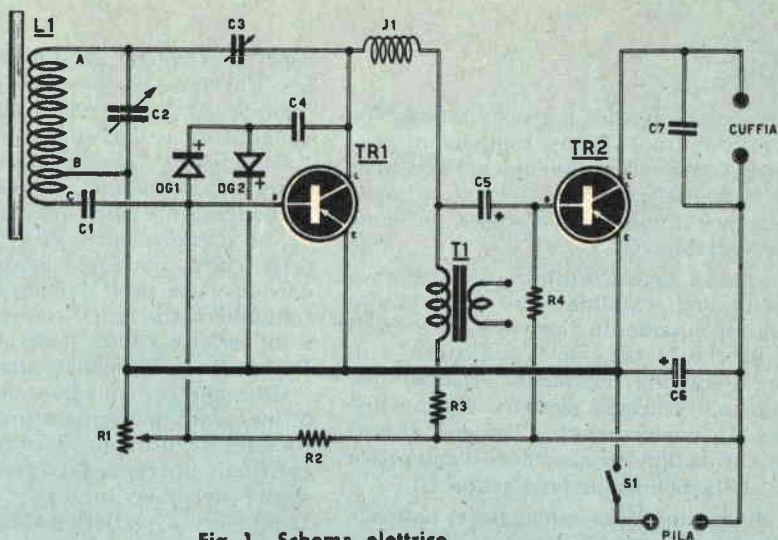 L1
A
C2
B
C
C1
C3
DG1
DG2
C4
TR1
B
C
E
J1
C5
+
T1
R4
TR2
B
C
E
C7
CUFFIA
R1
R2
R3
C6
+
S1
PILA
Fig. 1 - Schema elettrico